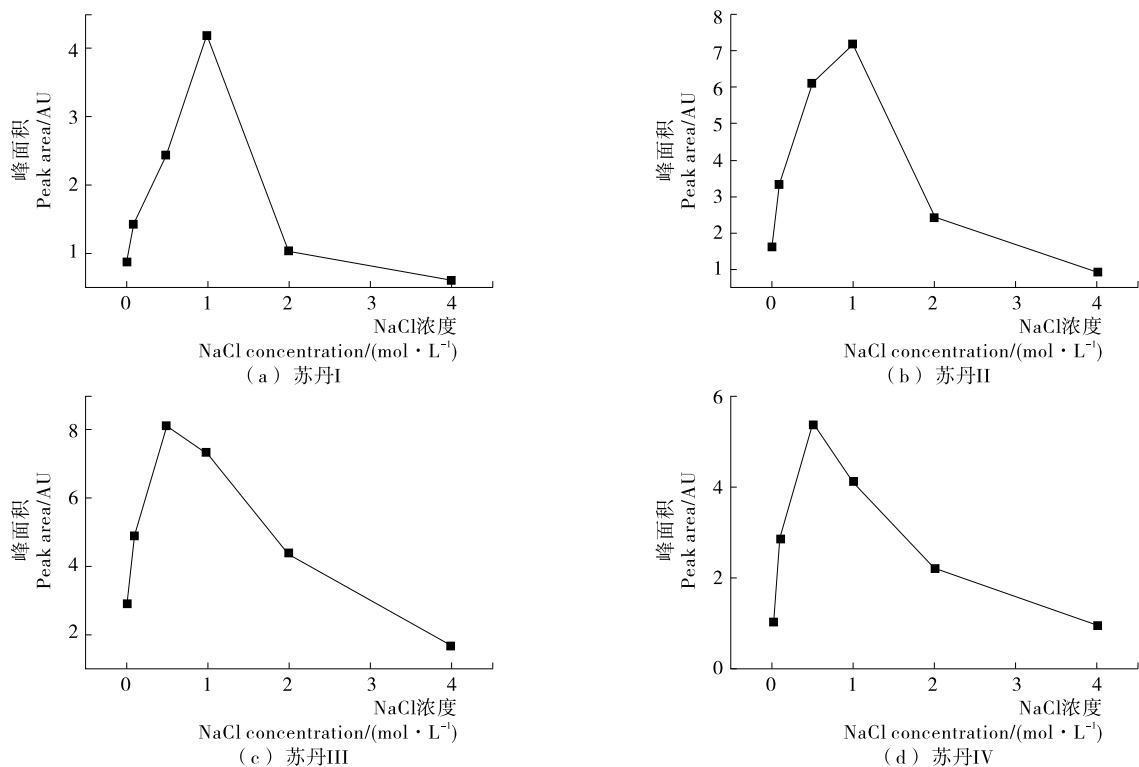 峰面积
Peak area/AU
4
3
2
1
0 1 2 3 4
NaCl浓度
NaCl concentration/(mol·L⁻¹)
（a）苏丹I
峰面积
Peak area/AU
8
7
6
5
4
3
2
1
0 1 2 3 4
NaCl浓度
NaCl concentration/(mol·L⁻¹)
（b）苏丹II
峰面积
Peak area/AU
8
6
4
2
0 1 2 3 4
NaCl浓度
NaCl concentration/(mol·L⁻¹)
（c）苏丹III
峰面积
Peak area/AU
6
4
2
0
0 1 2 3 4
NaCl浓度
NaCl concentration/(mol·L⁻¹)
（d）苏丹IV